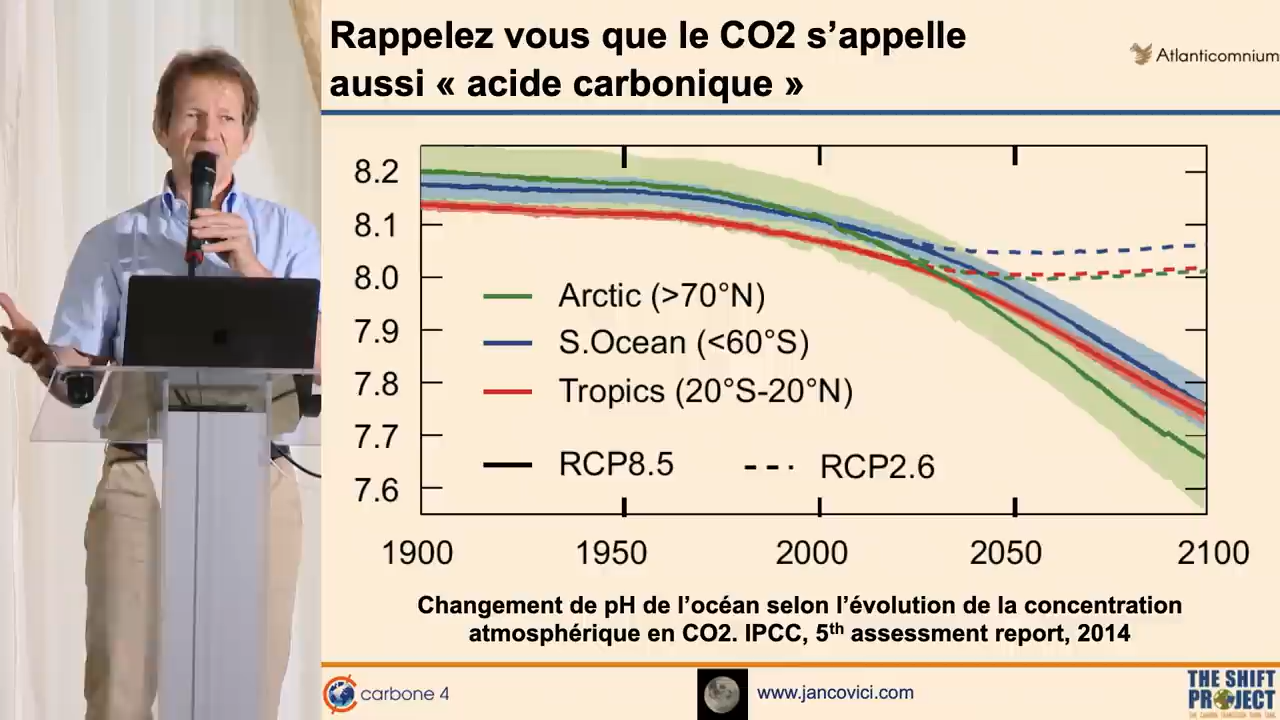 Rappelez vous que le CO2 s’appelle
aussi « acide carbonique »
Atlanticomnium
8.2
8.1
8.0
7.9
7.8
7.7
7.6
Arctic (>70°N)
S.Ocean (<60°S)
Tropics (20°S-20°N)
RCP8.5
RCP2.6
1900
1950
2000
2050
2100
Changement de pH de l’océan selon l’évolution de la concentration
atmosphérique en CO2. IPCC, 5th assessment report, 2014
carbone 4
www.jancovici.com
THE SHIFT
PROJECT